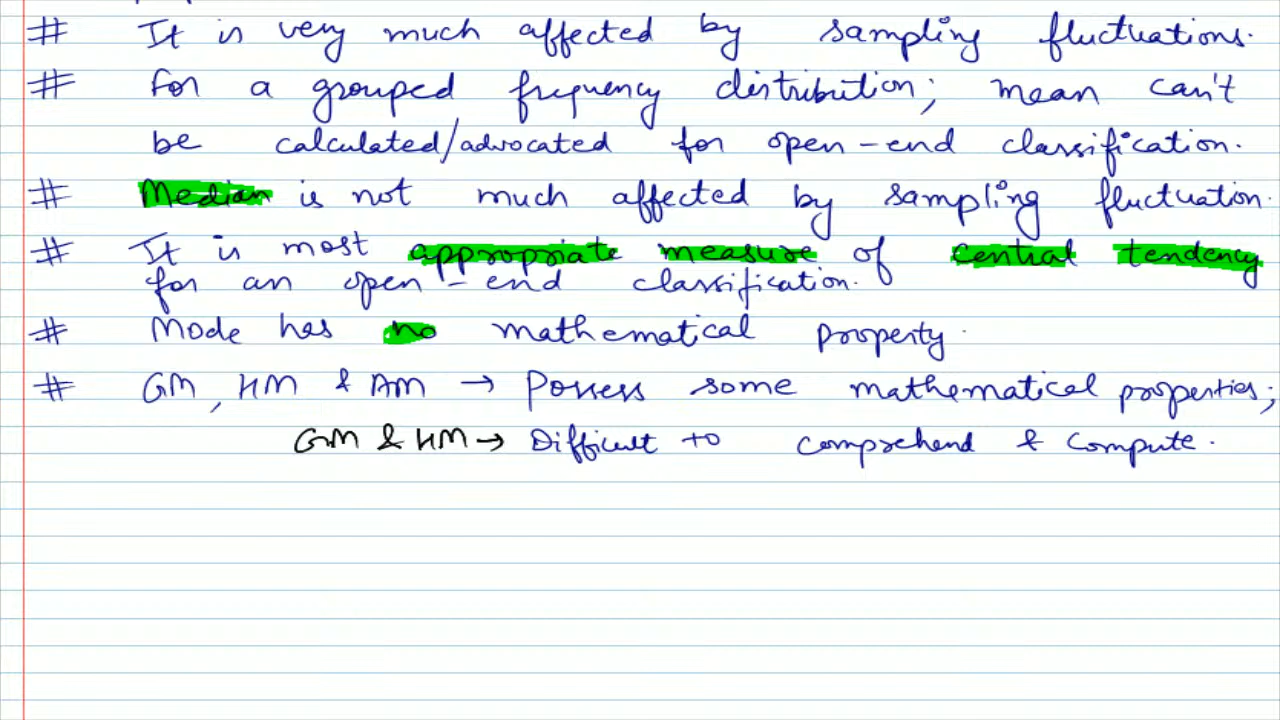 # It is very much affected by sampling fluctuations.
# For a grouped frequency distribution; mean can't
be calculated/advocated for open-end classification.
# Median is not much affected by sampling fluctuation.
# It is most appropriate measure of central tendency
for an open-end classification.
# Mode has no mathematical property.
# GM, HM & AM → Possess some mathematical properties;
GM & HM → Difficult to comprehend & compute.